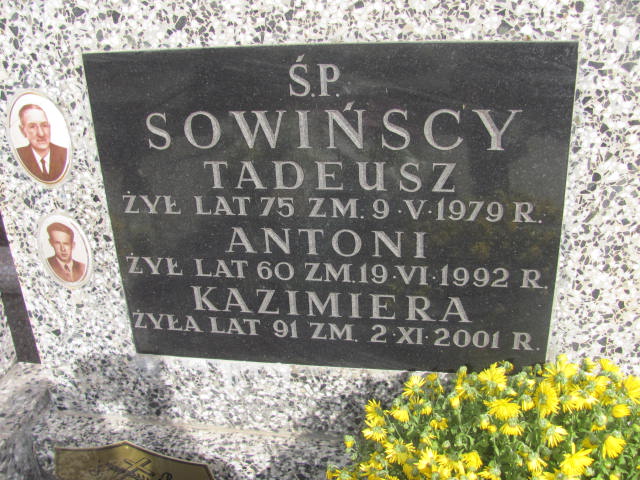 Ś.P.
SOWIŃSCY
TADEUSZ
ŻYŁ LAT 75 ZM. 9·V·1979 R.
ANTONI
ŻYŁ LAT 60 ZM.19·VI·1992 R.
KAZIMIERA
ŻYŁA LAT 91 ZM. 2·XI·2001 R.